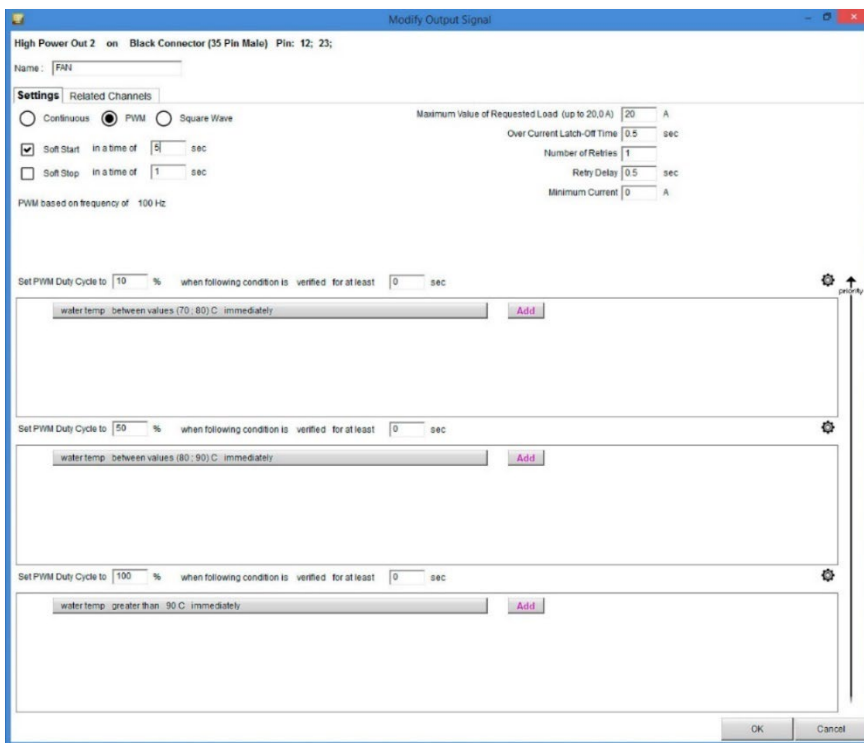 Modify Output Signal
High Power Out 2 on Black Connector (35 Pin Male) Pin: 12; 23;
Name : FAN
Settings Related Channels
Continuous PWM Square Wave
Maximum Value of Requested Load (up to 20,0 A) 20 A
Over Current Latch-Off Time 0.5 sec
Soft Start in a time of 5 sec
Number of Retries 1
Soft Stop in a time of 1 sec
Retry Delay 0.5 sec
Minimum Current 0 A
PWM based on frequency of 100 Hz
Set PWM Duty Cycle to 10 % when following condition is verified for at least 0 sec
priority
water temp between values (70 ; 80) C immediately Add
Set PWM Duty Cycle to 50 % when following condition is verified for at least 0 sec
water temp between values (80 ; 90) C immediately Add
Set PWM Duty Cycle to 100 % when following condition is verified for at least 0 sec
water temp greater than 90 C immediately Add
OK Cancel